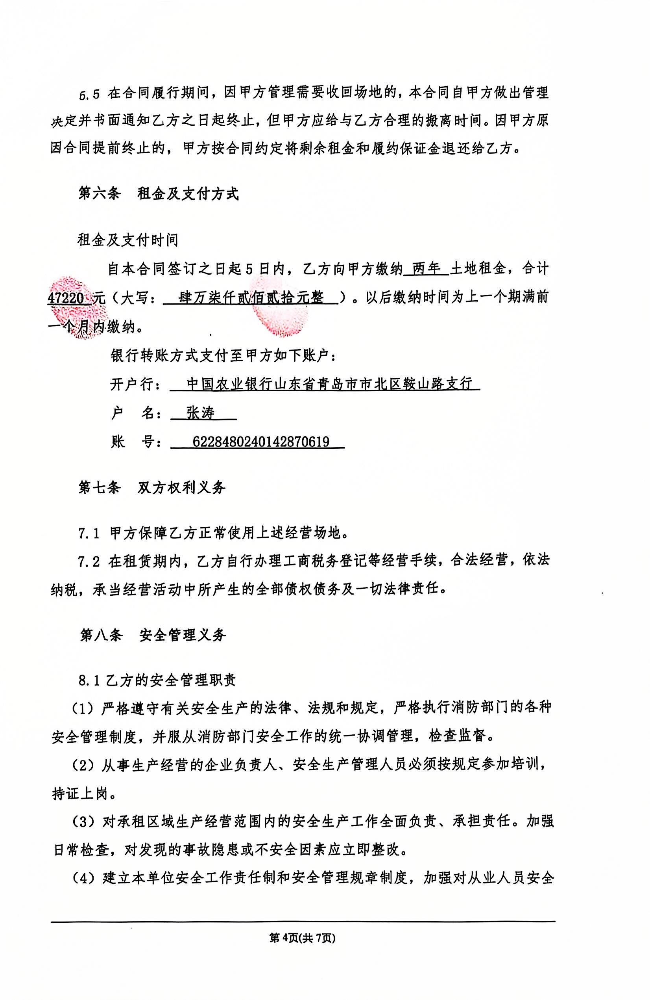 5.5 在合同履行期间，因甲方管理需要收回场地的，本合同自甲方做出管理
决定并书面通知乙方之日起终止，但甲方应给与乙方合理的搬离时间。因甲方原
因合同提前终止的，甲方按合同约定将剩余租金和履约保证金退还给乙方。
第六条 租金及支付方式
租金及支付时间
自本合同签订之日起5日内，乙方向甲方缴纳 两年 土地租金，合计
47220 元（大写： 肆万柒仟贰佰贰拾元整 ）。以后缴纳时间为上一个期满前
一个月内缴纳。
银行转账方式支付至甲方如下账户：
开户行： 中国农业银行山东省青岛市市北区鞍山路支行
户 名： 张涛
账 号： 6228480240142870619
第七条 双方权利义务
7.1 甲方保障乙方正常使用上述经营场地。
7.2 在租赁期内，乙方自行办理工商税务登记等经营手续，合法经营，依法
纳税，承当经营活动中所产生的全部债权债务及一切法律责任。
第八条 安全管理义务
8.1乙方的安全管理职责
（1）严格遵守有关安全生产的法律、法规和规定，严格执行消防部门的各种
安全管理制度，并服从消防部门安全工作的统一协调管理，检查监督。
（2）从事生产经营的企业负责人、安全生产管理人员必须按规定参加培训，
持证上岗。
（3）对承租区域生产经营范围内的安全生产工作全面负责、承担责任。加强
日常检查，对发现的事故隐患或不安全因素应立即整改。
（4）建立本单位安全工作责任制和安全管理规章制度，加强对从业人员安全
第4页(共7页)